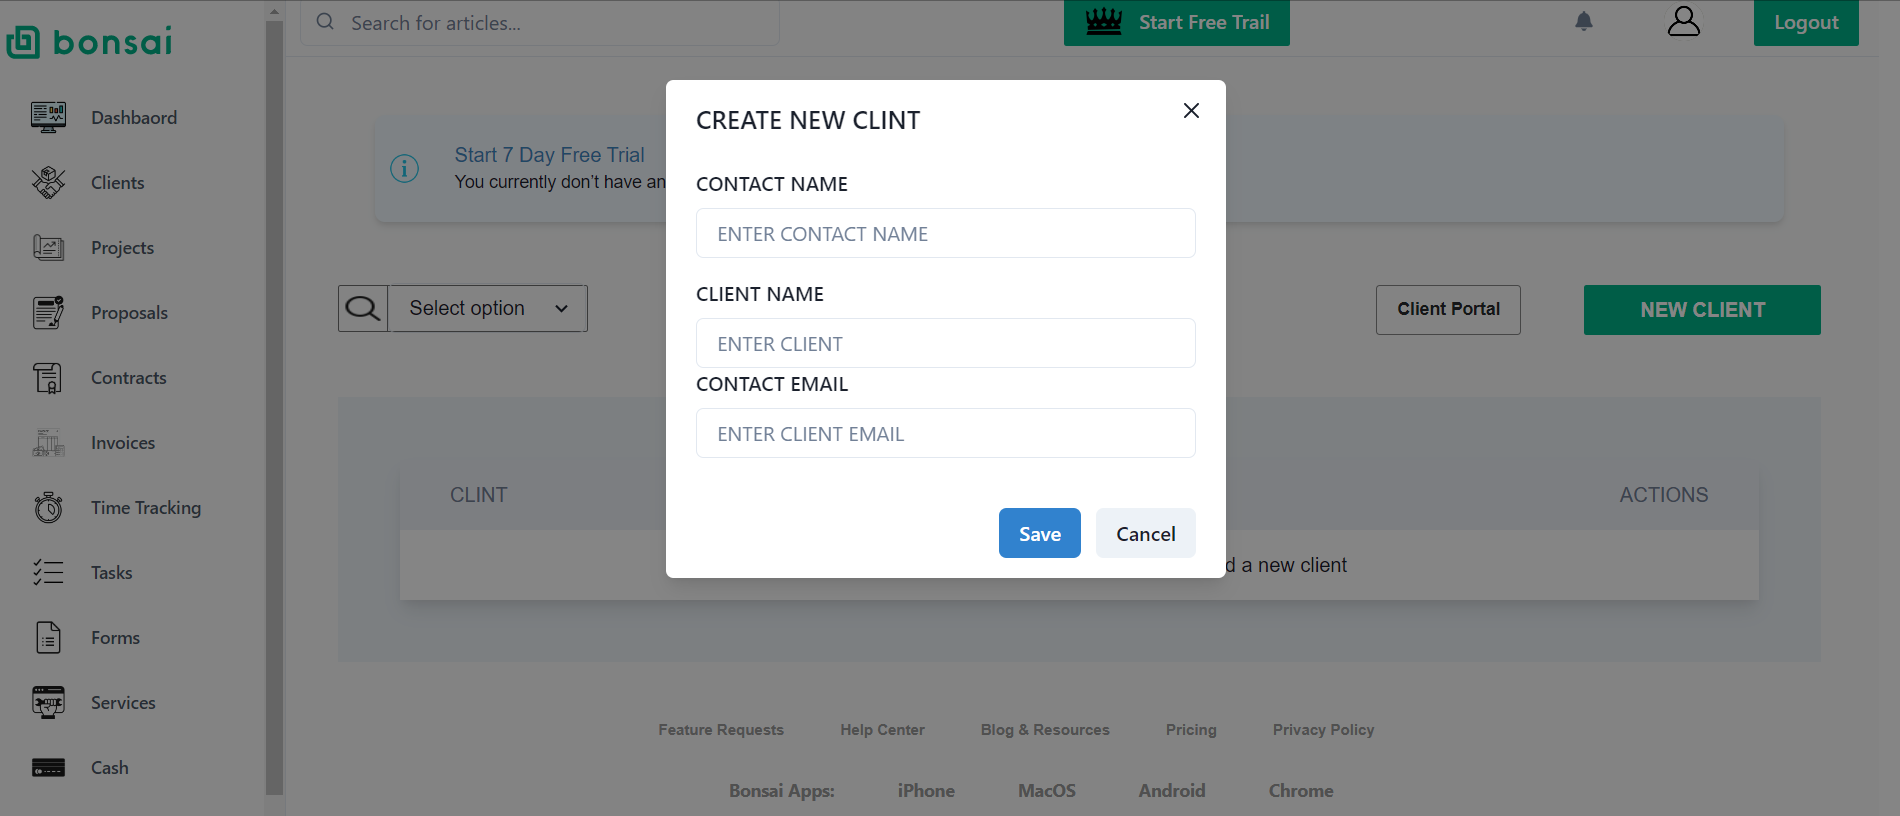 bonsai
Search for articles...
Start Free Trail
Logout
Dashbaord
Clients
Projects
Proposals
Contracts
Invoices
Time Tracking
Tasks
Forms
Services
Cash
Start 7 Day Free Trial
You currently don't have an
CREATE NEW CLINT
CONTACT NAME
ENTER CONTACT NAME
CLIENT NAME
ENTER CLIENT
CONTACT EMAIL
ENTER CLIENT EMAIL
Save Cancel
Select option
Client Portal
NEW CLIENT
CLINT
ACTIONS
d a new client
Feature Requests Help Center Blog & Resources Pricing Privacy Policy
Bonsai Apps: iPhone MacOS Android Chrome